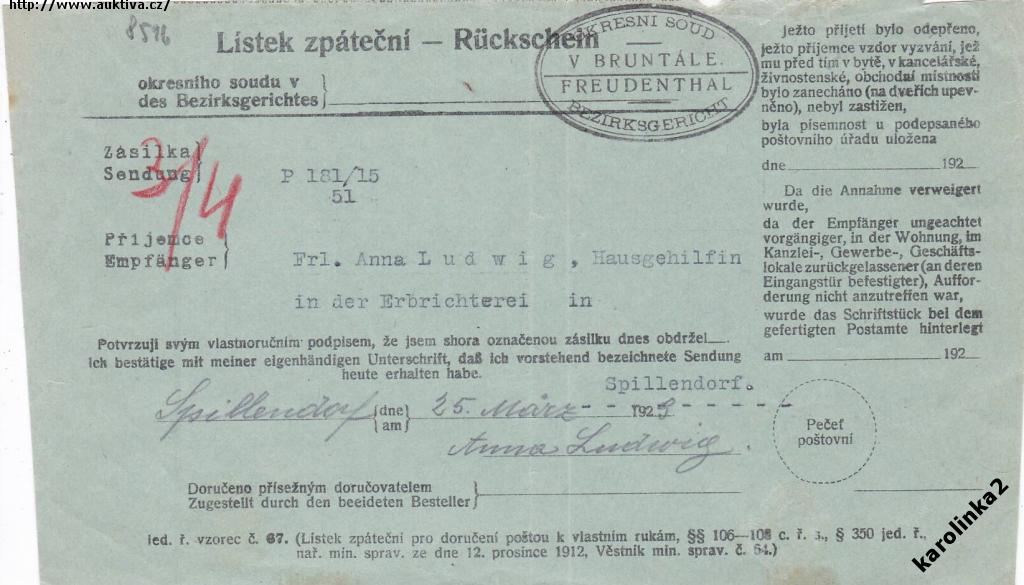 http://www.auktiva.cz/
8516
Lístek zpáteční — Rückschein
okresního soudu v
des Bezirksgerichtes
OKRESNÍ SOUD
V BRUNTÁLE.
FREUDENTHAL
BEZIRKSGERICHT
Zásilka
Sendung
3/4
P 181/15
51
Příjemce
Empfänger
Frl. Anna Ludwig, Hausgehilfin
in der Erbrichterei in
Spillendorf.
Potvrzuji svým vlastnoručním podpisem, že jsem shora označenou zásilku dnes obdržel
Ich bestätige mit meiner eigenhändigen Unterschrift, daß ich vorstehend bezeichnete Sendung
heute erhalten habe.
Spillendorf dne 25. März 192
am
Anna Ludwig.
Pečeť
poštovní
Doručeno přísežným doručovatelem
Zugestellt durch den beeideten Besteller
jed. ř. vzorec č. 67. (Lístek zpáteční pro doručení poštou k vlastním rukám, §§ 106—108 c. ř. s., § 350 jed. ř.,
nař. min. sprav. ze dne 12. prosince 1912, Věstník min. sprav. č. 64.)
Ježto přijetí bylo odepřeno,
ježto příjemce vzdor vyzvání, jež
mu před tím v bytě, v kancelářské,
živnostenské, obchodní místnosti
bylo zanecháno (na dveřích upev-
něno), nebyl zastižen,
byla písemnost u podepsaného
poštovního úřadu uložena
dne 192
Da die Annahme verweigert
wurde,
da der Empfänger ungeachtet
vorgängiger, in der Wohnung, im
Kanzlei-, Gewerbe-, Geschäfts-
lokale zurückgelassener (an deren
Eingangstür befestigter), Auffor-
derung nicht anzutreffen war,
wurde das Schriftstück bei dem
gefertigten Postamte hinterlegt
am 192
karolinka2